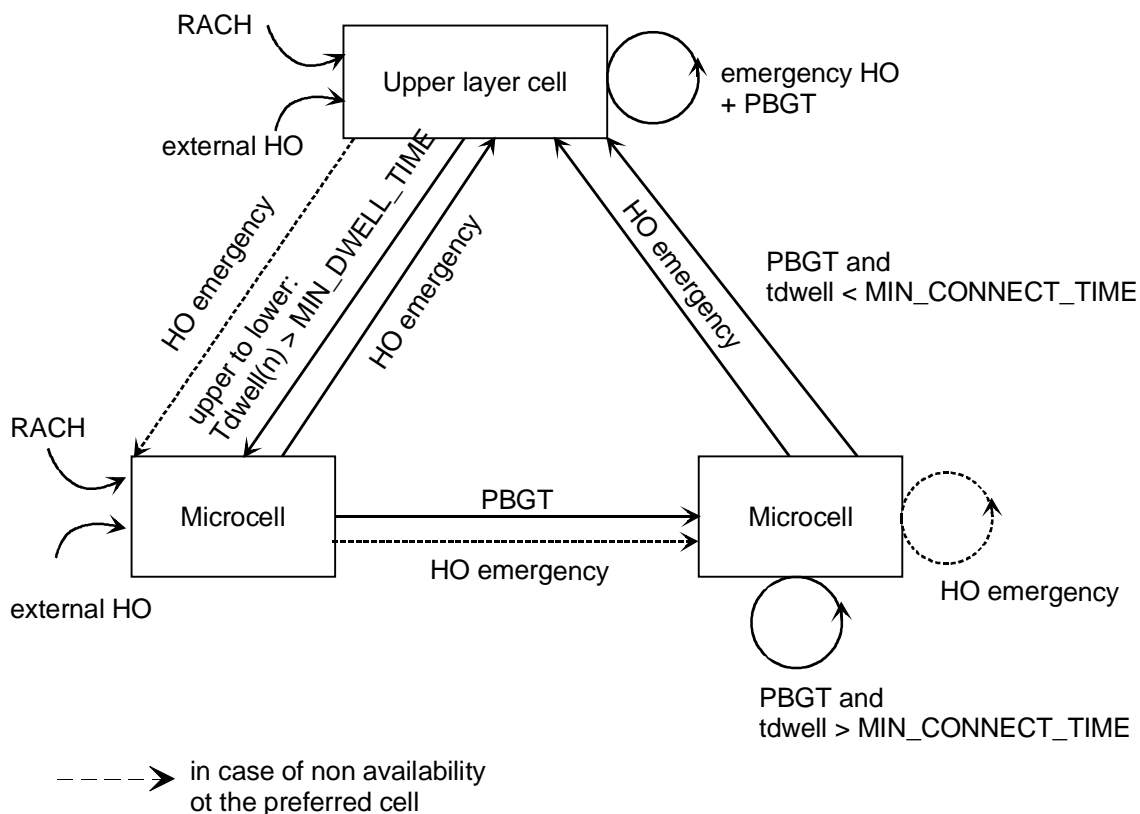 RACH
Upper layer cell
emergency HO
+ PBGT
external HO
HO emergency
upper to lower:
Tdwell(n) > MIN_DWELL_TIME
HO emergency
HO emergency
PBGT and
tdwell < MIN_CONNECT_TIME
RACH
Microcell
PBGT
Microcell
HO emergency
HO emergency
external HO
PBGT and
tdwell > MIN_CONNECT_TIME
in case of non availability
ot the preferred cell